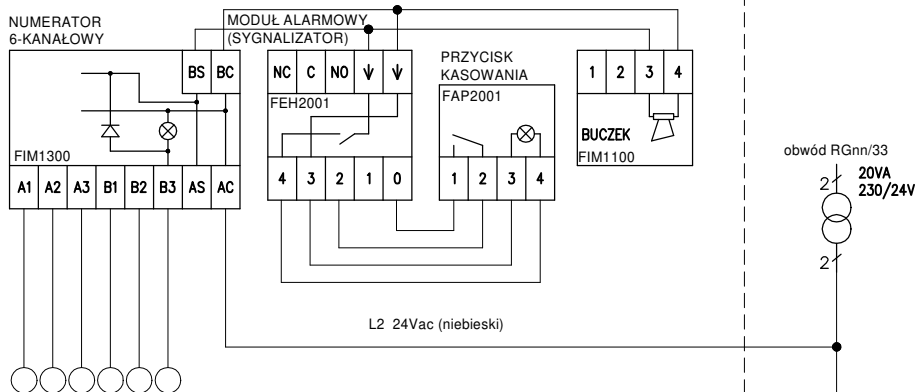 NUMERATOR
6-KANAŁOWY
BS BC
FIM1300
A1 A2 A3 B1 B2 B3 AS AC
MODUŁ ALARMOWY
(SYGNALIZATOR)
NC C NO
FEH2001
4 3 2 1 0
PRZYCISK
KASOWANIA
FAP2001
1 2 3 4
1 2 3 4
BUCZEK
FIM1100
obwód RGnn/33
2
20VA
230/24V
2
L2 24Vac (niebieski)